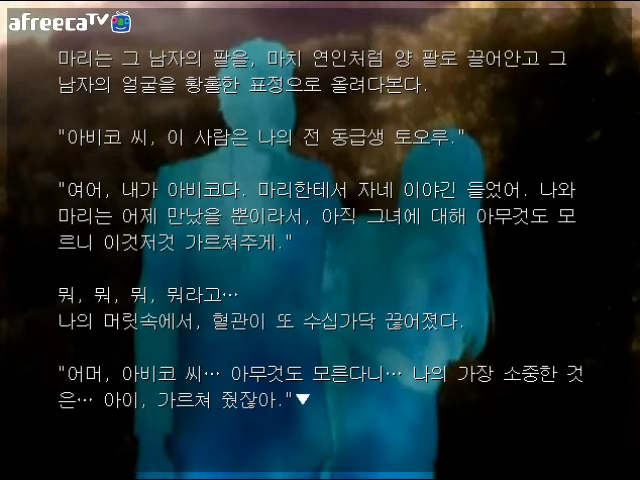 afreecaTV
마리는 그 남자의 팔을, 마치 연인처럼 양 팔로 끌어안고 그
남자의 얼굴을 황홀한 표정으로 올려다본다.
"아비코 씨, 이 사람은 나의 전 동급생 토오루."
"여어, 내가 아비코다. 마리한테서 자네 이야긴 들었어. 나와
마리는 어제 만났을 뿐이라서, 아직 그녀에 대해 아무것도 모
르니 이것저것 가르쳐주게."
뭐, 뭐, 뭐, 뭐라고…
나의 머릿속에서, 혈관이 또 수십가닥 끊어졌다.
"어머, 아비코 씨… 아무것도 모른다니… 나의 가장 소중한 것
은… 아이, 가르쳐 줬잖아."▼